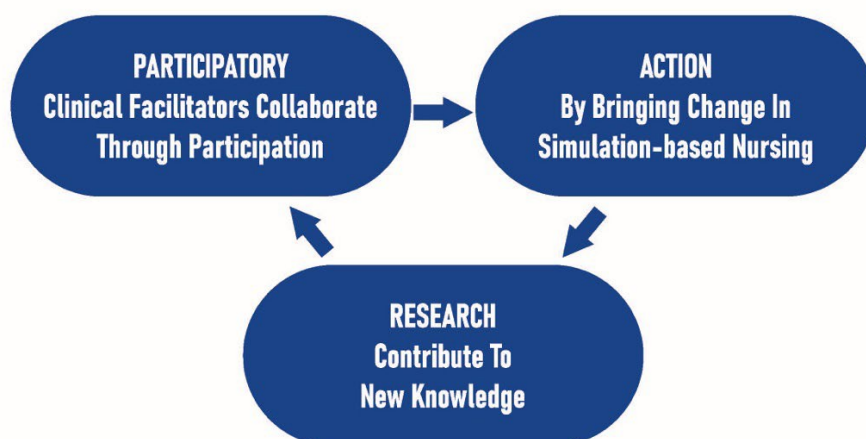 PARTICIPATORY
Clinical Facilitators Collaborate
Through Participation
ACTION
By Bringing Change In
Simulation-based Nursing
RESEARCH
Contribute To
New Knowledge